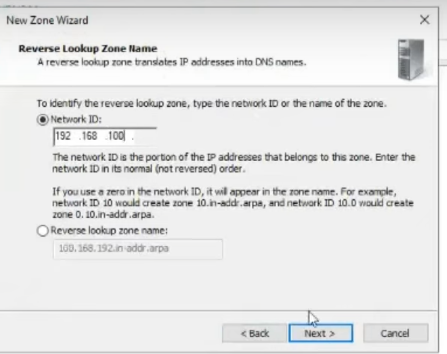 New Zone Wizard
Reverse Lookup Zone Name
A reverse lookup zone translates IP addresses into DNS names.
To identify the reverse lookup zone, type the network ID or the name of the zone.
Network ID:
192 .168 .100 .
The network ID is the portion of the IP addresses that belongs to this zone. Enter the
network ID in its normal (not reversed) order.
If you use a zero in the network ID, it will appear in the zone name. For example,
network ID 10 would create zone 10.in-addr.arpa, and network ID 10.0 would create
zone 0.10.in-addr.arpa.
Reverse lookup zone name:
100.168.192.in-addr.arpa
< Back
Next >
Cancel